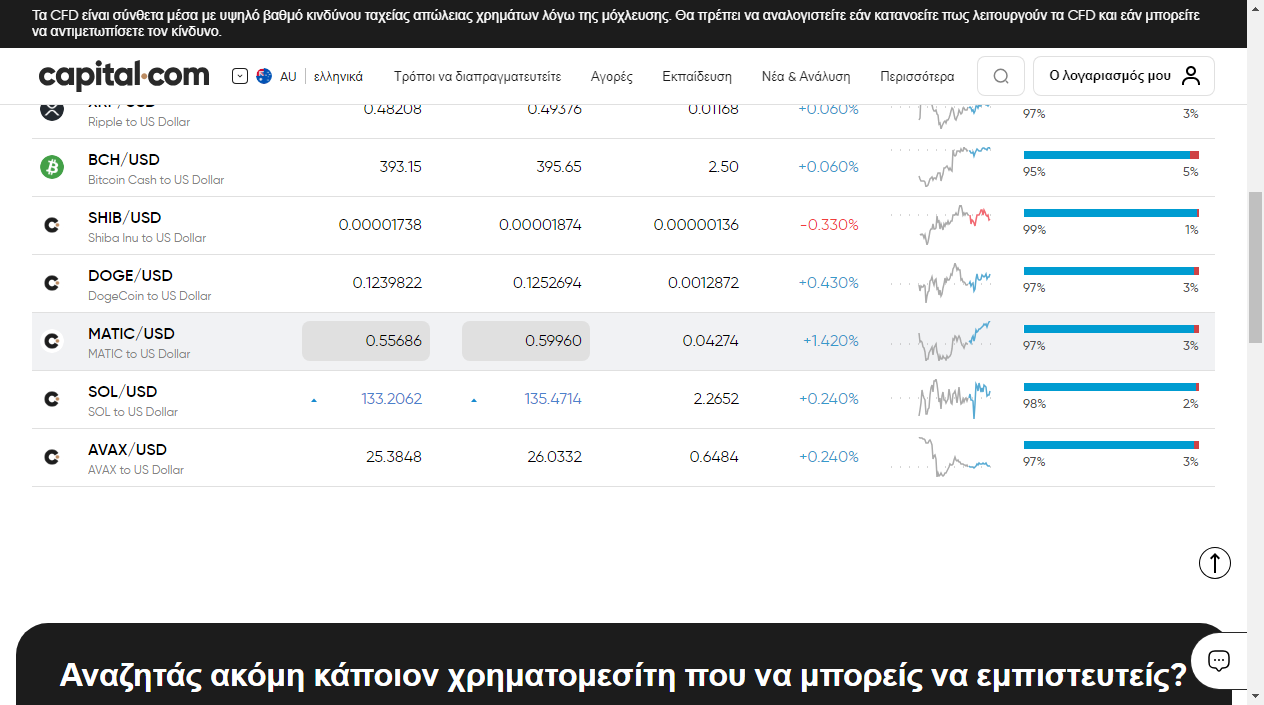 Τα CFD είναι σύνθετα μέσα με υψηλό βαθμό κινδύνου ταχείας απώλειας χρημάτων λόγω της μόχλευσης. Θα πρέπει να αναλογιστείτε εάν κατανοείτε πως λειτουργούν τα CFD και εάν μπορείτε
να αντιμετωπίσετε τον κίνδυνο.
capital.com AU ελληνικά Τρόποι να διαπραγματευτείτε Αγορές Εκπαίδευση Νέα & Ανάλυση Περισσότερα Ο λογαριασμός μου
XRP/USD 0.48208 0.49376 0.01168 +0.060% 97% 3%
Ripple to US Dollar
BCH/USD 393.15 395.65 2.50 +0.060% 95% 5%
Bitcoin Cash to US Dollar
SHIB/USD 0.00001738 0.00001874 0.00000136 -0.330% 99% 1%
Shiba Inu to US Dollar
DOGE/USD 0.1239822 0.1252694 0.0012872 +0.430% 97% 3%
DogeCoin to US Dollar
MATIC/USD 0.55686 0.59960 0.04274 +1.420% 97% 3%
MATIC to US Dollar
SOL/USD 133.2062 135.4714 2.2652 +0.240% 98% 2%
SOL to US Dollar
AVAX/USD 25.3848 26.0332 0.6484 +0.240% 97% 3%
AVAX to US Dollar
Αναζητάς ακόμη κάποιον χρηματομεσίτη που να μπορείς να εμπιστευτείς?